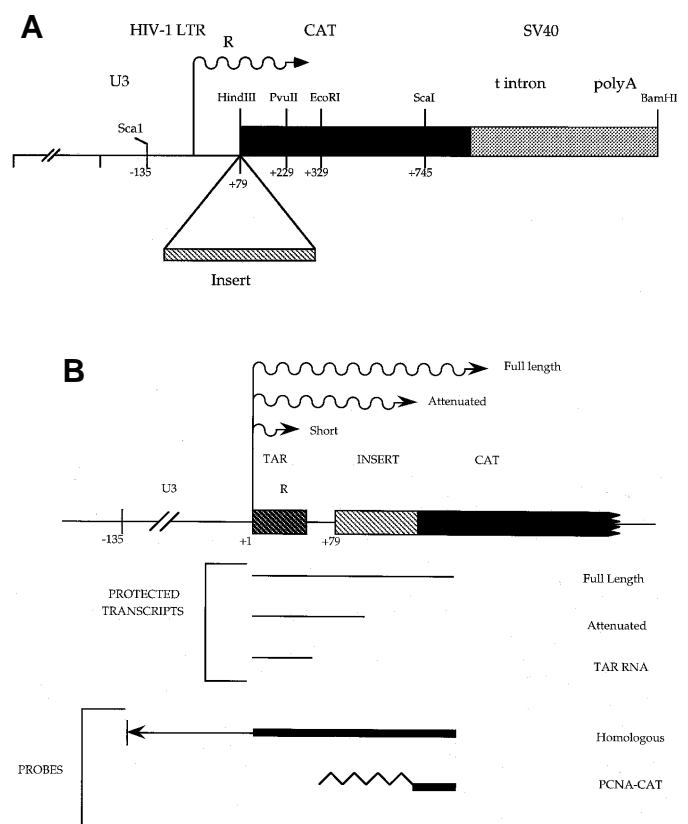 A
HIV-1 LTR
CAT
SV40
R
U3
t intron
polyA
HindIII
PvuII
EcoRI
ScaI
BamHI
Sca1
-135
+79
+229
+329
+745
Insert
B
Full length
Attenuated
Short
TAR
INSERT
CAT
U3
R
-135
+1
+79
PROTECTED
TRANSCRIPTS
Full Length
Attenuated
TAR RNA
PROBES
Homologous
PCNA-CAT